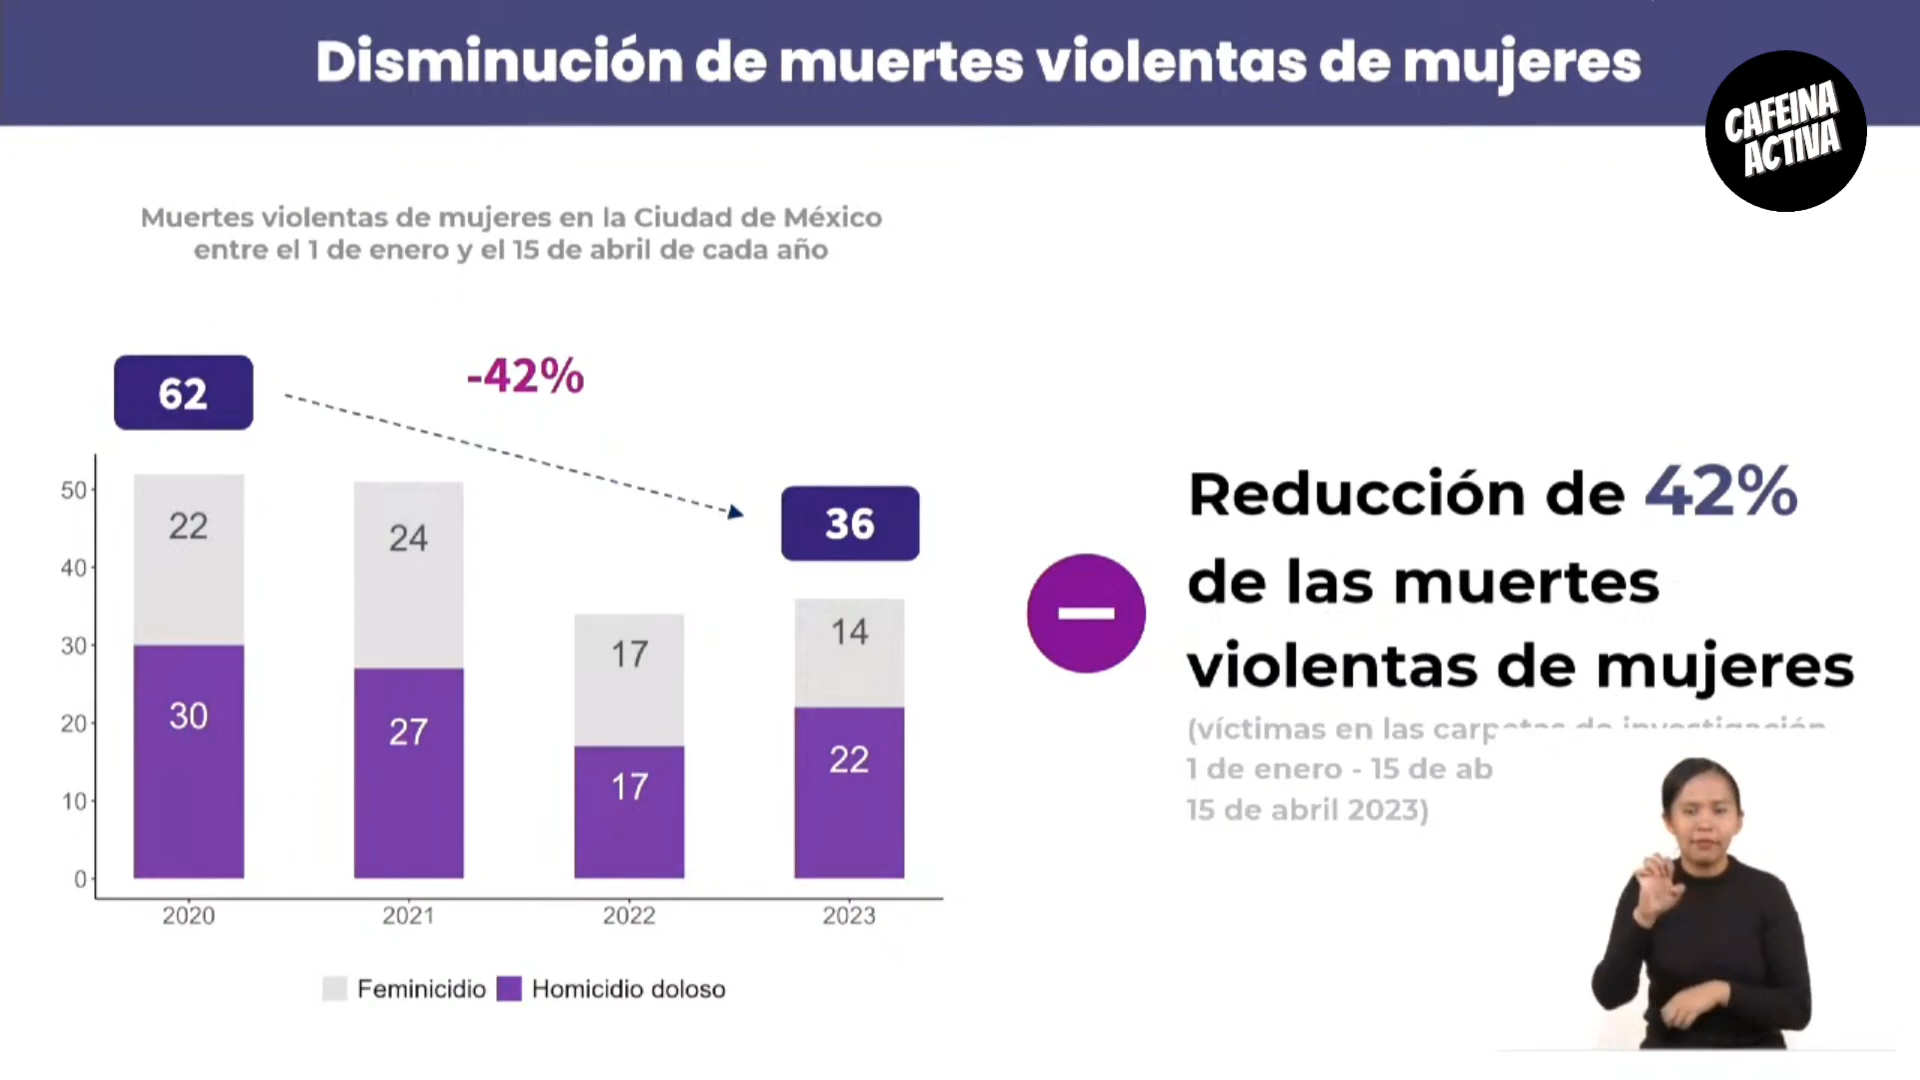 Disminución de muertes violentas de mujeres
CAFEINA
ACTIVA
Muertes violentas de mujeres en la Ciudad de México
entre el 1 de enero y el 15 de abril de cada año
62
-42%
36
50
40
30
20
10
0
22
30
24
27
17
17
14
22
2020
2021
2022
2023
Feminicidio
Homicidio doloso
Reducción de 42%
de las muertes
violentas de mujeres
(víctimas en las
1 de enero - 15 de
15 de abril 2023)